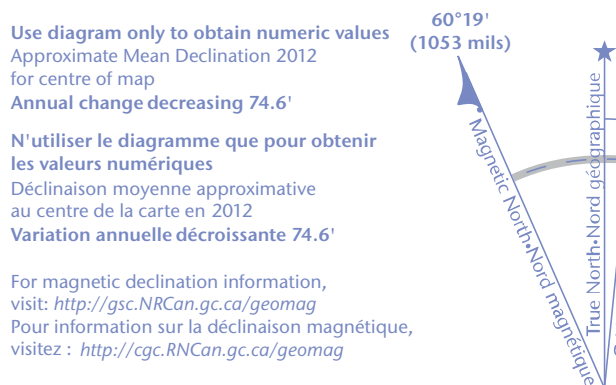 Use diagram only to obtain numeric values
Approximate Mean Declination 2012
for centre of map
Annual change decreasing 74.6'
N'utiliser le diagramme que pour obtenir
les valeurs numériques
Déclinaison moyenne approximative
au centre de la carte en 2012
Variation annuelle décroissante 74.6'
For magnetic declination information,
visit: http://gsc.NRCan.gc.ca/geomag
Pour information sur la déclinaison magnétique,
visitez : http://cgc.RNCan.gc.ca/geomag
60°19'
(1053 mils)
Magnetic North•Nord magnétique
True North•Nord géographique